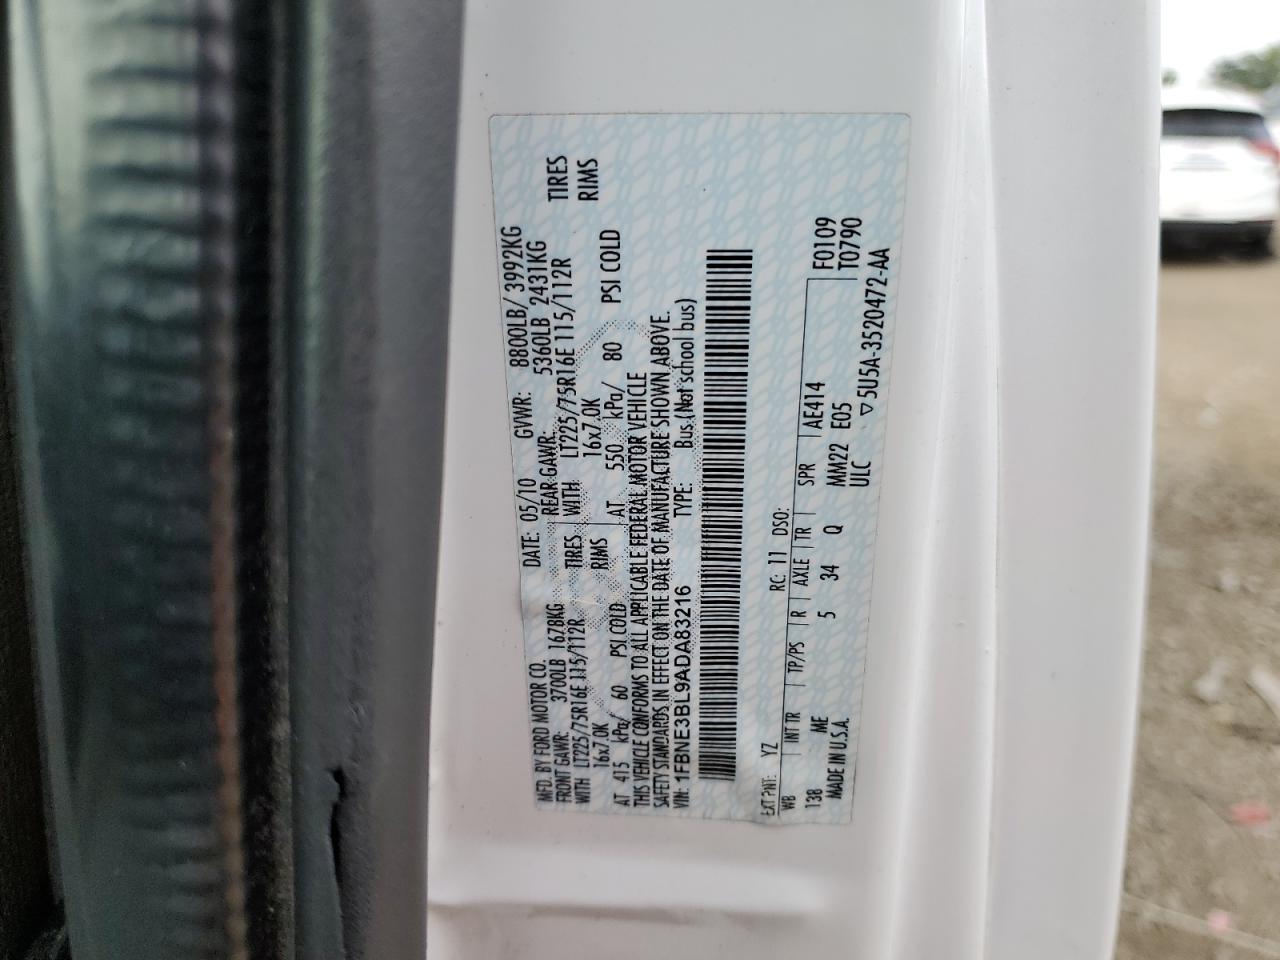 MFD. BY FORD MOTOR CO. DATE: 05/10 GVWR: 8800LB/ 3992KG
FRONT GAWR: 3700LB 1678KG REAR GAWR: 5360LB 2431KG
WITH LT225/75R16E 115/112R TIRES WITH LT225/75R16E 115/112R TIRES
16x7.0K RIMS 16x7.0K RIMS
AT 415 kPa/ 60 PSI COLD AT 550 kPa/ 80 PSI COLD
THIS VEHICLE CONFORMS TO ALL APPLICABLE FEDERAL MOTOR VEHICLE
SAFETY STANDARDS IN EFFECT ON THE DATE OF MANUFACTURE SHOWN ABOVE.
VIN: 1FBNE3BL9ADA83216 TYPE: Bus (Not school bus)
EXT PNT: YZ RC: 11 DSO:
WB INT TR TP/PS R AXLE TR SPR AE414 F0109
138 ME 5 34 Q MM22 E05 T0790
MADE IN U.S.A. ULC ▽5U5A-3520472-AA